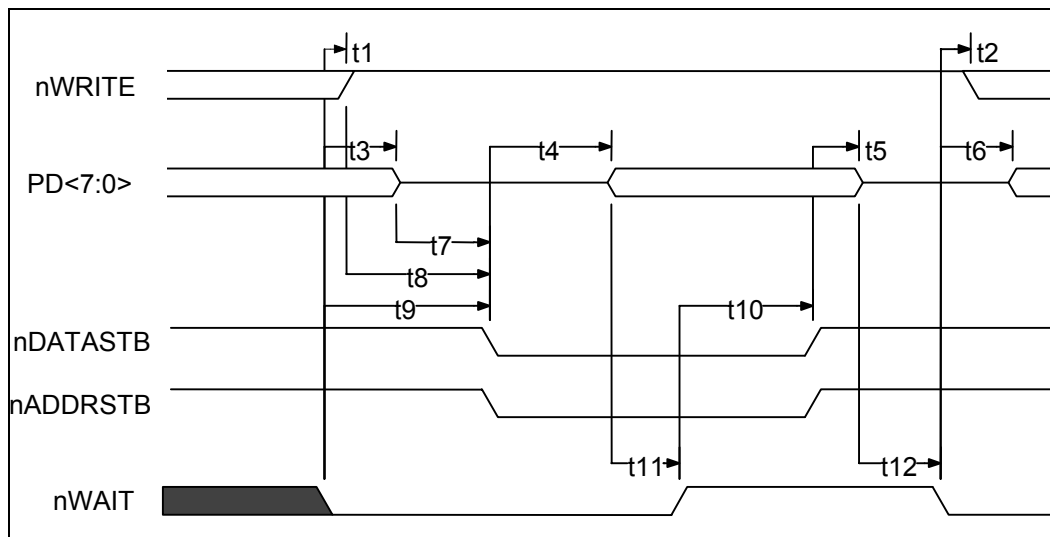 t1
t2
nWRITE
t3
t4
t5
t6
PD<7:0>
t7
t8
t9
t10
nDATASTB
nADDRSTB
t11
t12
nWAIT